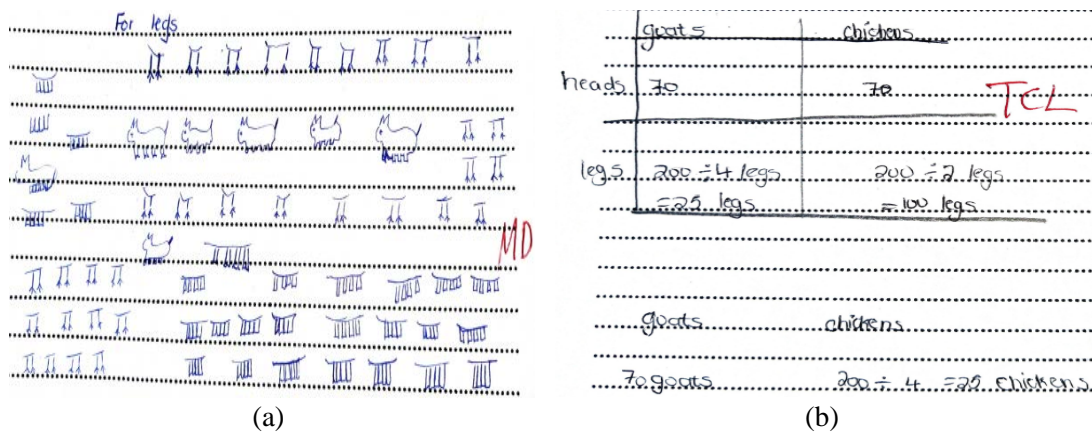 For legs
MD
(a)
goats chickens
heads 70 70
TCL
legs 200 ÷ 4 legs 200 ÷ 2 legs
= 25 legs = 100 legs
goats chickens
70 goats 200 ÷ 4 = 25 chickens
(b)